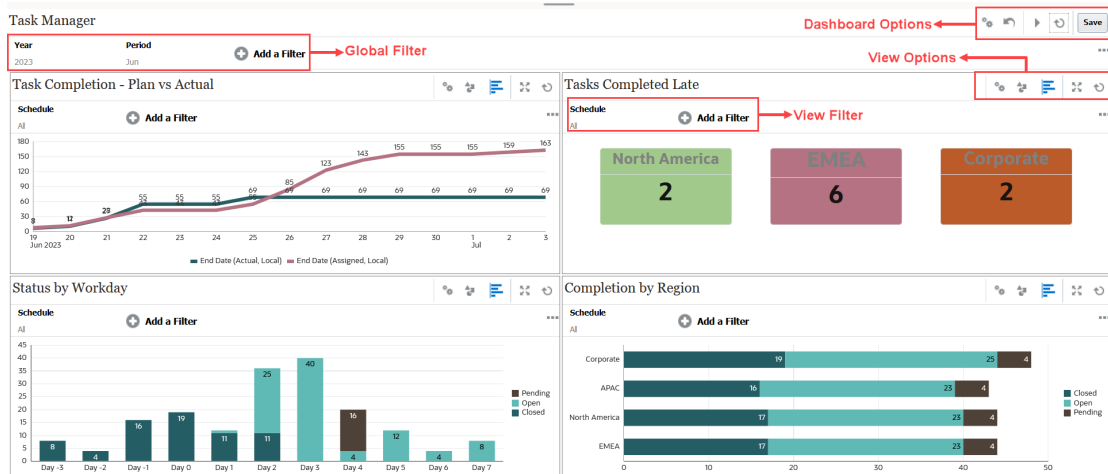 Task Manager
Dashboard Options
Save
Year Period
2023 Jun
Add a Filter
Global Filter
View Options
Task Completion - Plan vs Actual
Schedule
All
Add a Filter
180
150
120
90
60
30
0
8 55 55 55 69 85 69 123 69 143 69 155 69 155 69 155 69 159 69 163 69
19 20 21 22 23 24 25 26 27 28 29 30 1 2 3
Jun 2023 Jul
End Date (Actual, Local) End Date (Assigned, Local)
Tasks Completed Late
Schedule
All
Add a Filter
View Filter
North America EMEA Corporate
2 6 2
Status by Workday
Schedule
All
Add a Filter
45
40
35
30
25
20
15
10
5
0
8 4 16 19 11 11 25 40 4 16 12 4 8
Day -3 Day -2 Day -1 Day 0 Day 1 Day 2 Day 3 Day 4 Day 5 Day 6 Day 7
Pending
Open
Closed
Completion by Region
Schedule
All
Add a Filter
Corporate 19 25 4
APAC 16 23 4
North America 17 23 4
EMEA 17 23 4
0 10 20 30 40 50
Closed
Open
Pending